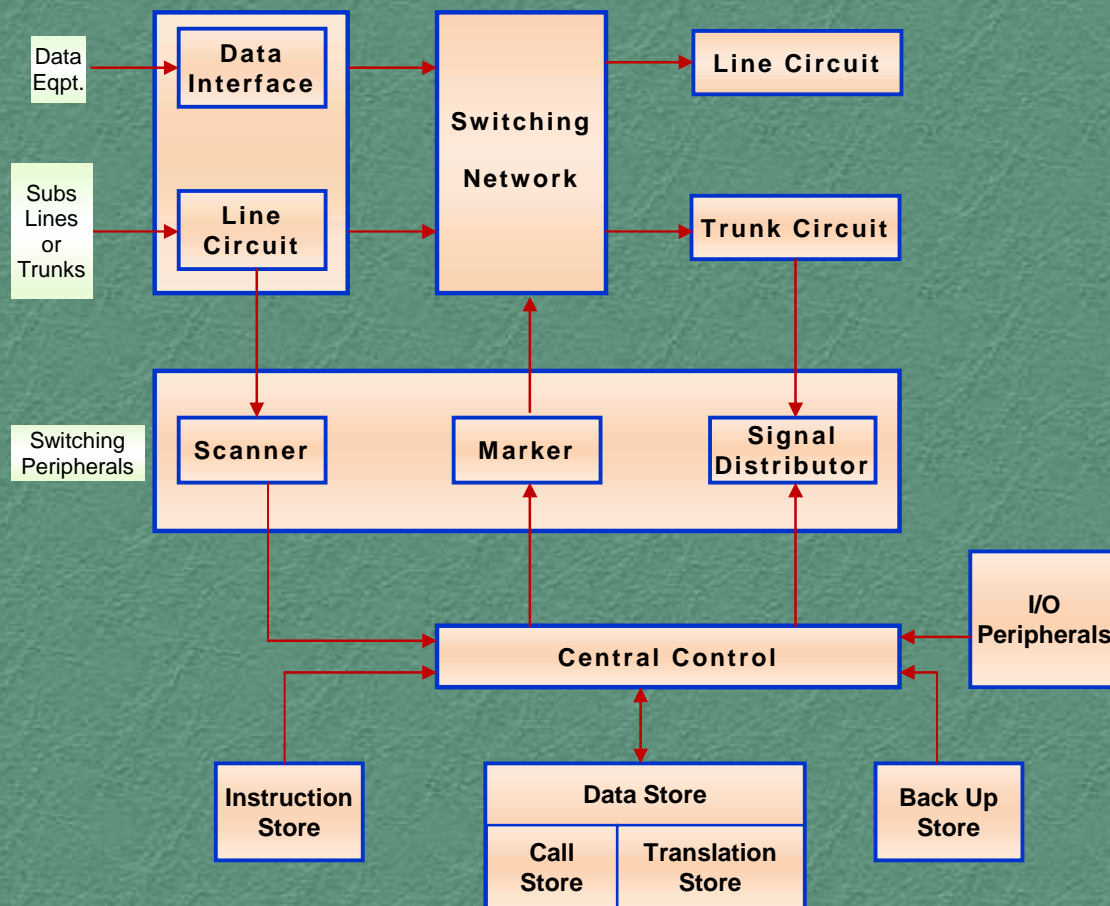 Data
Eqpt.
Data
Interface
Switching
Network
Line Circuit
Subs
Lines
or
Trunks
Line
Circuit
Trunk Circuit
Switching
Peripherals
Scanner
Marker
Signal
Distributor
I/O
Peripherals
Central Control
Instruction
Store
Data Store
Call
Store
Translation
Store
Back Up
Store